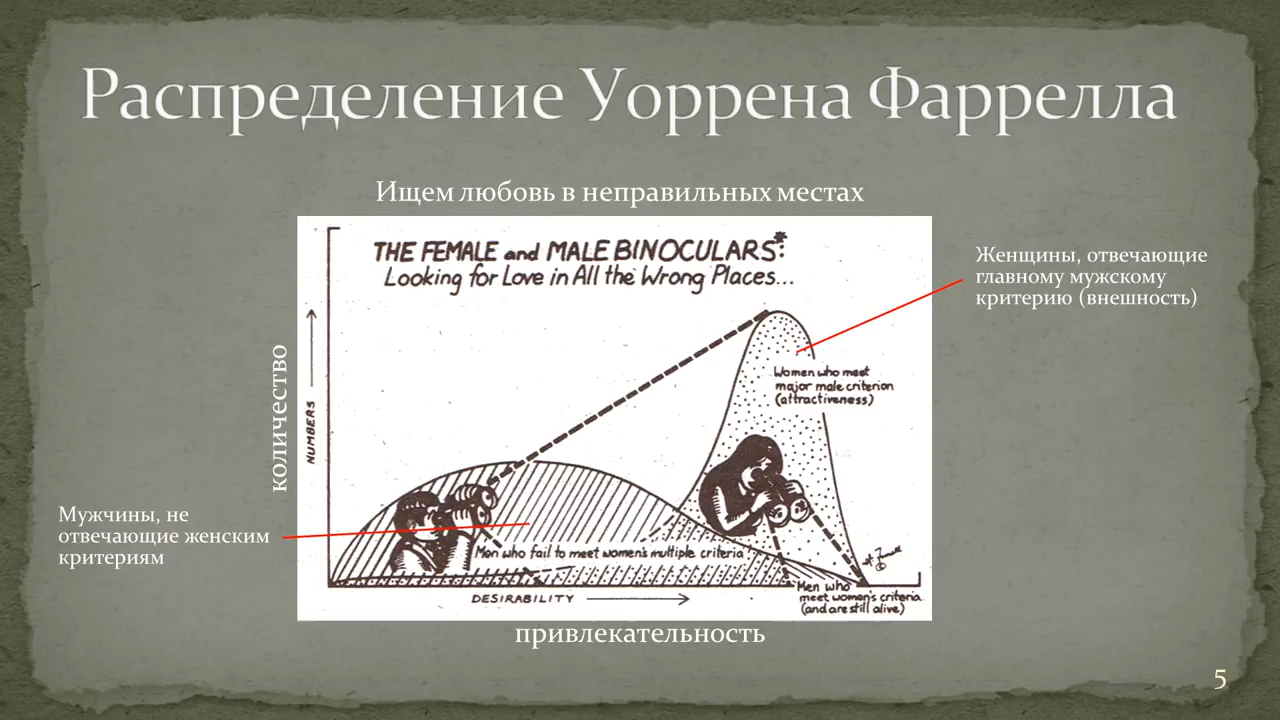 Распределение Уоррена Фаррелла
Ищем любовь в неправильных местах
THE FEMALE and MALE BINOCULARS*:
Looking for Love in All the Wrong Places...
Женщины, отвечающие
главному мужскому
критерию (внешность)
количество
NUMBERS
Women who meet
major male criterion
(attractiveness)
Мужчины, не
отвечающие женским
критериям
Men who fail to meet women's multiple criteria
Men who
meet women's criteria
(and are still alive)
DESIRABILITY
привлекательность
5